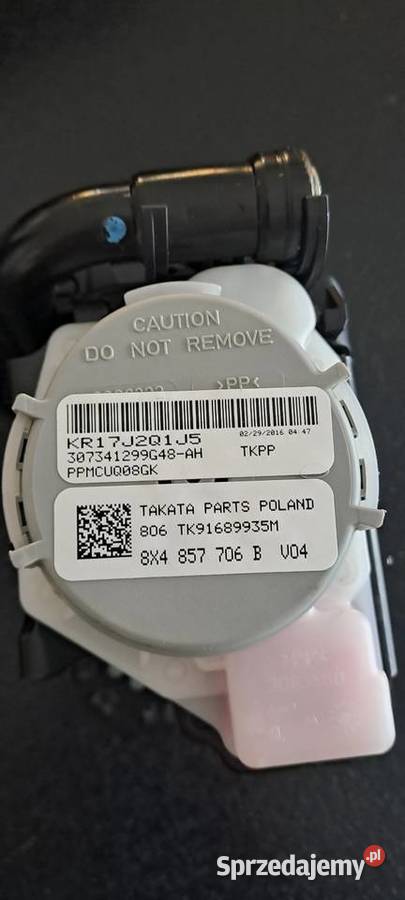 CAUTION
DO NOT REMOVE
>PP<
KR17J2Q1J5
02/29/2016 04:47
307341299G48-AH TKPP
PPMCUQ08GK
TAKATA PARTS POLAND
806 TK91689935M
8X4 857 706 B V04
Sprzedajemy.pl